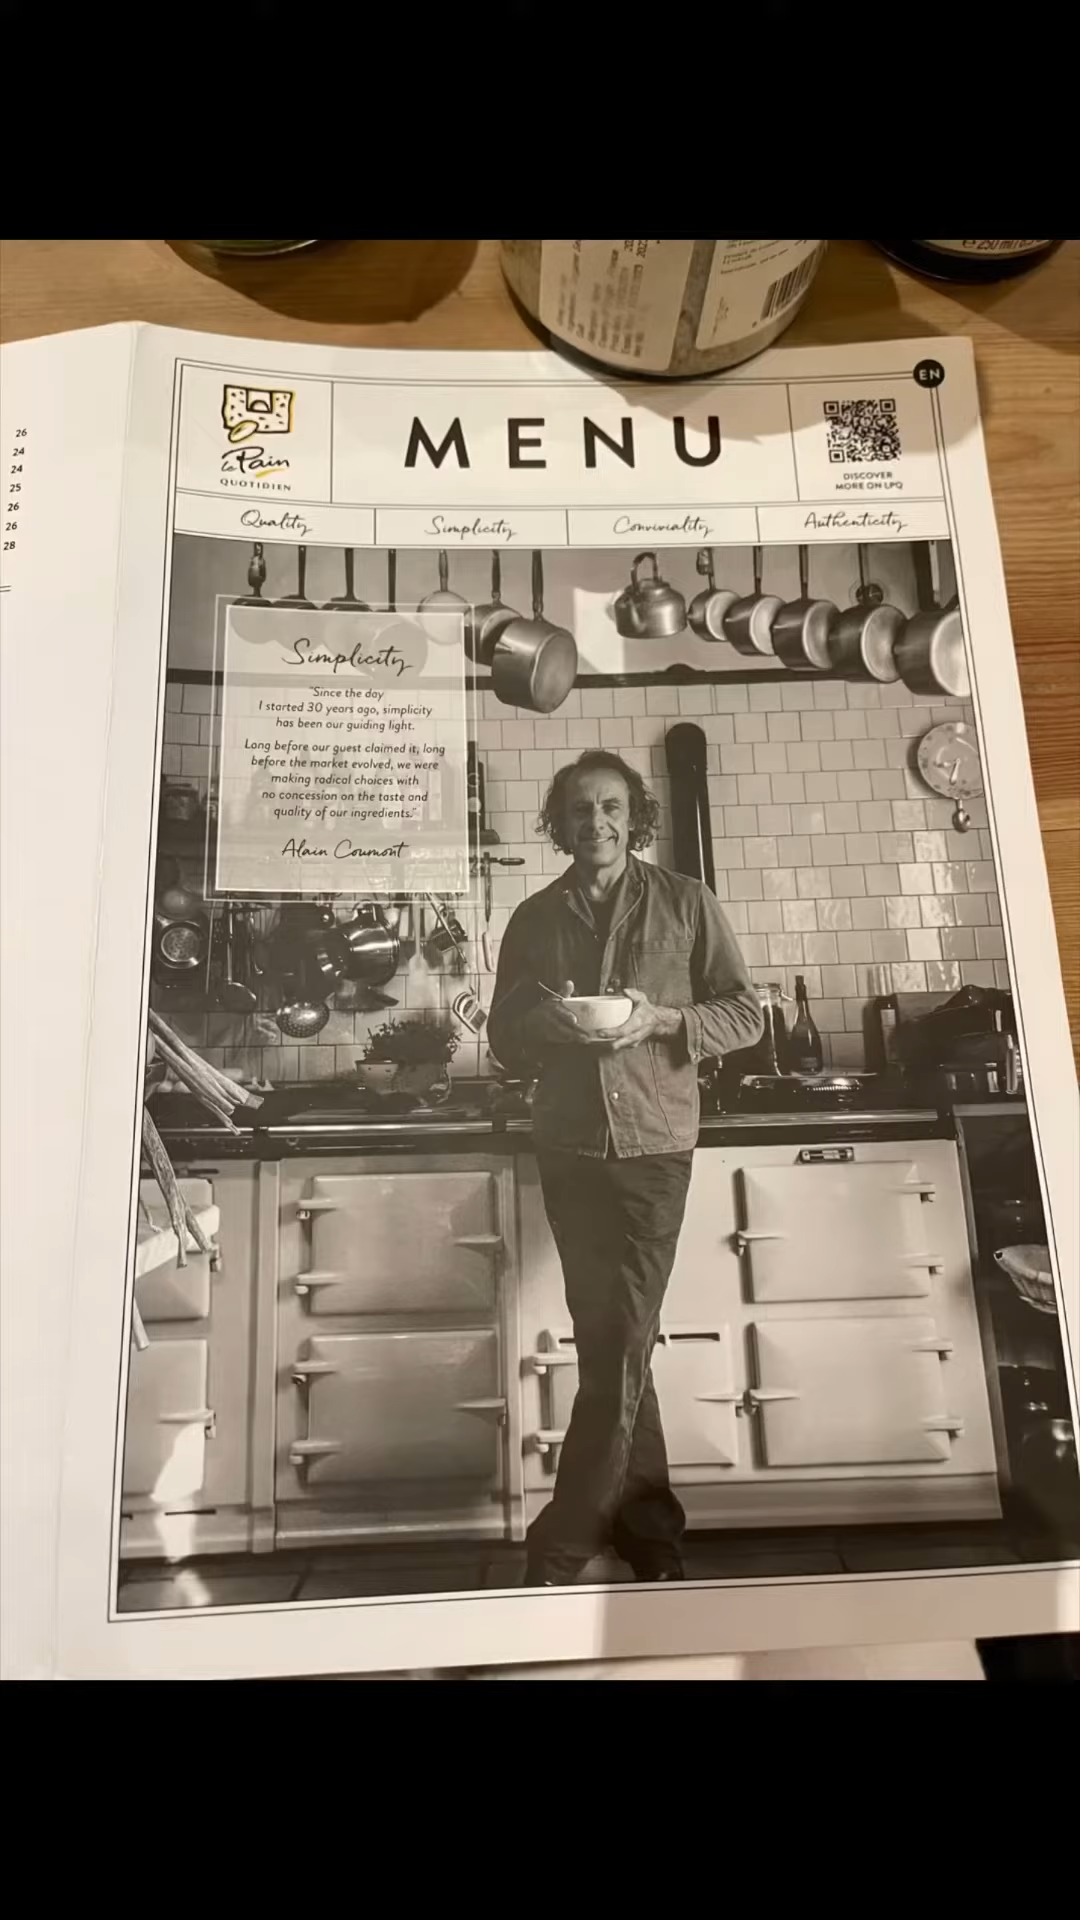 26
24
24
25
26
26
28
EN
le Pain
QUOTIDIEN
MENU
DISCOVER
MORE ON LPQ
Quality
Simplicity
Conviviality
Authenticity
Simplicity
"Since the day
I started 30 years ago, simplicity
has been our guiding light.
Long before our guest claimed it, long
before the market evolved, we were
making radical choices with
no concession on the taste and
quality of our ingredients."
Alain Coumont